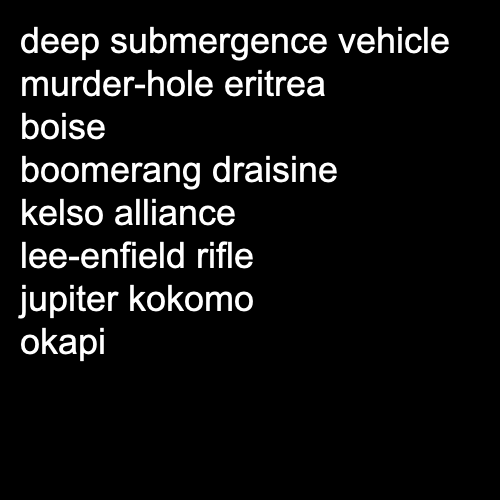 deep submergence vehicle
murder-hole eritrea
boise
boomerang draisine
kelso alliance
lee-enfield rifle
jupiter kokomo
okapi